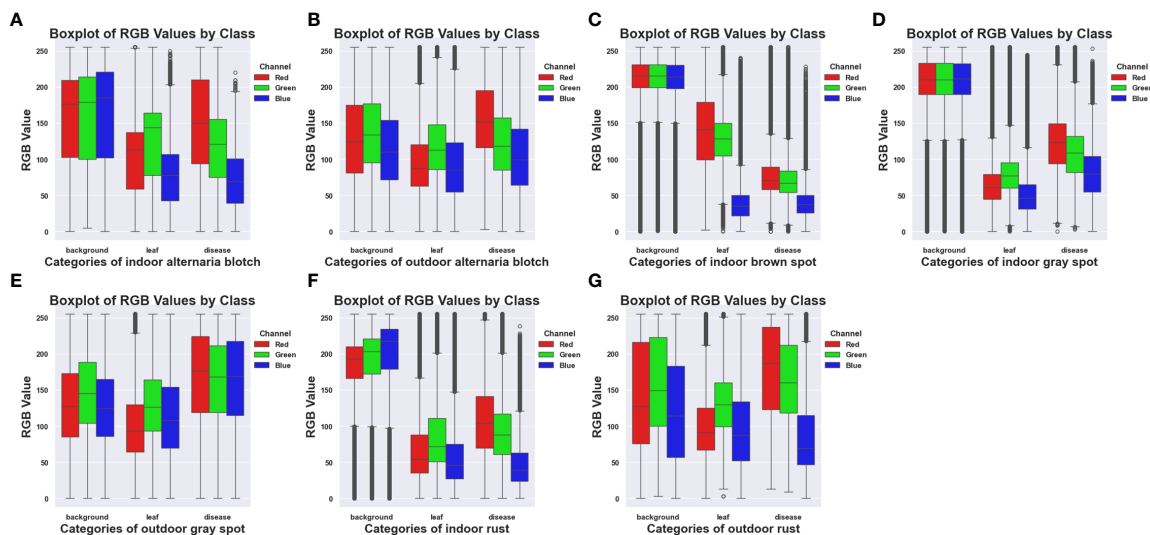 A
Boxplot of RGB Values by Class
RGB Value
250
200
150
100
50
0
background leaf disease
Categories of indoor alternaria blotch
Channel
Red
Green
Blue
B
Boxplot of RGB Values by Class
RGB Value
250
200
150
100
50
0
background leaf disease
Categories of outdoor alternaria blotch
Channel
Red
Green
Blue
C
Boxplot of RGB Values by Class
RGB Value
250
200
150
100
50
0
background leaf disease
Categories of indoor brown spot
Channel
Red
Green
Blue
D
Boxplot of RGB Values by Class
RGB Value
250
200
150
100
50
0
background leaf disease
Categories of indoor gray spot
Channel
Red
Green
Blue
E
Boxplot of RGB Values by Class
RGB Value
250
200
150
100
50
0
background leaf disease
Categories of outdoor gray spot
Channel
Red
Green
Blue
F
Boxplot of RGB Values by Class
RGB Value
250
200
150
100
50
0
background leaf disease
Categories of indoor rust
Channel
Red
Green
Blue
G
Boxplot of RGB Values by Class
RGB Value
250
200
150
100
50
0
background leaf disease
Categories of outdoor rust
Channel
Red
Green
Blue